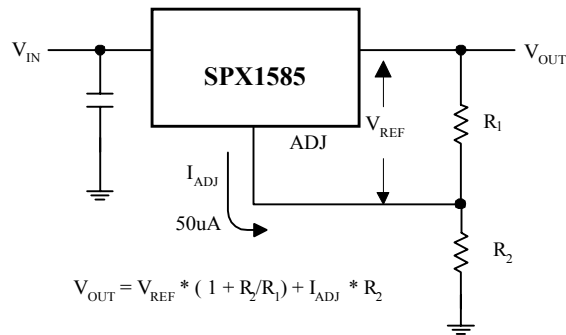 V_IN
SPX1585
V_OUT
ADJ
V_REF
R_1
I_ADJ
50uA
R_2
V_OUT = V_REF * ( 1 + R_2/R_1) + I_ADJ * R_2